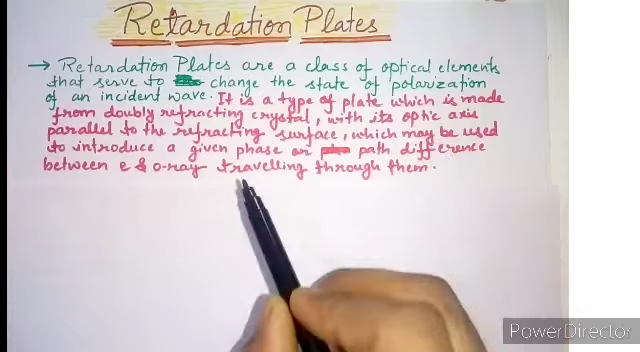 Retardation Plates
→ Retardation Plates are a class of optical elements
that serve to change the state of polarization
of an incident wave. It is a type of plate which is made
from doubly refracting crystal, with its optic axis
parallel to the refracting surface, which may be used
to introduce a given phase or path difference
between e & o-ray travelling through them.
PowerDirector